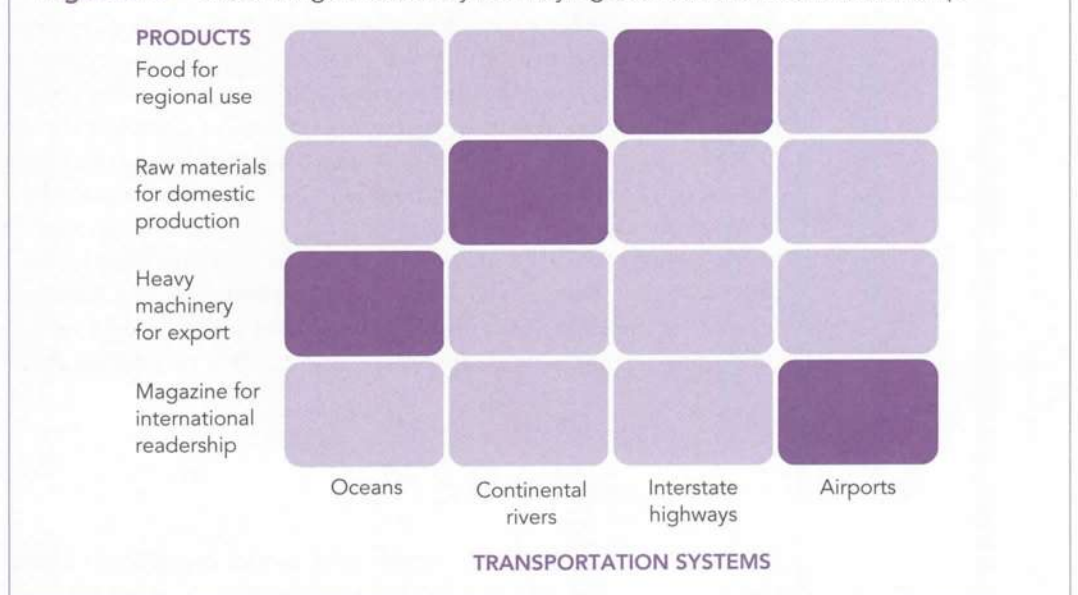 PRODUCTS
Food for
regional use
Raw materials
for domestic
production
Heavy
machinery
for export
Magazine for
international
readership
Oceans
Continental
rivers
Interstate
highways
Airports
TRANSPORTATION SYSTEMS